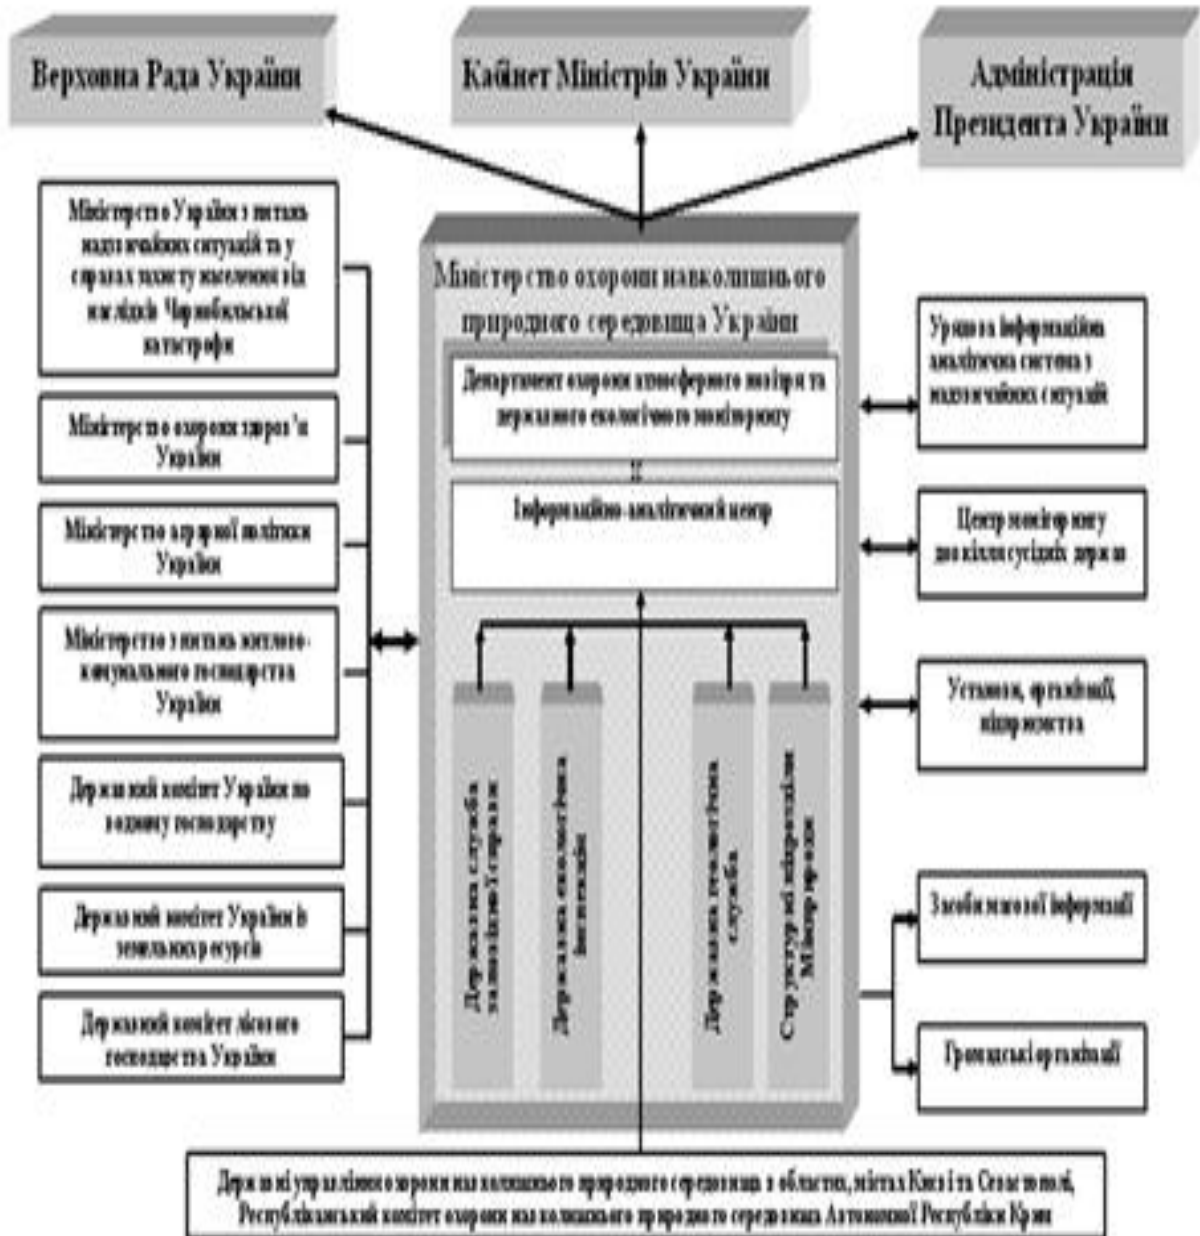 Верховна Рада України
Кабінет Міністрів України
Адміністрація
Президента України
Міністерство України з питань
надзвичайних ситуацій та у
справах захисту населення від
наслідків Чорнобильської
катастрофи
Міністерство охорони здоров'я
України
Міністерство аграрної політики
України
Міністерство з питань житлово-
комунального господарства
України
Державний комітет України по
водному господарству
Державний комітет України із
земельних ресурсів
Державний комітет лісового
господарства України
Міністерство охорони навколишнього
природного середовища України
Департамент охорони атмосферного повітря та
державного екологічного моніторингу
Інформаційно-аналітичний центр
Державна служба
заповідної справи
Державна екологічна
інспекція
Державна геологічна
служба
Структурні підрозділи
Мінприроди
Урядова інформаційна
аналітична система з
надзвичайних ситуацій
Центр моніторингу
довкілля сусідніх держав
Установи, організації,
підприємства
Засоби масової інформації
Громадські організації
Державні управління охорони навколишнього природного середовища в областях, містах Києві та Севастополі,
Республіканський комітет охорони навколишнього природного середовища Автономної Республіки Крим